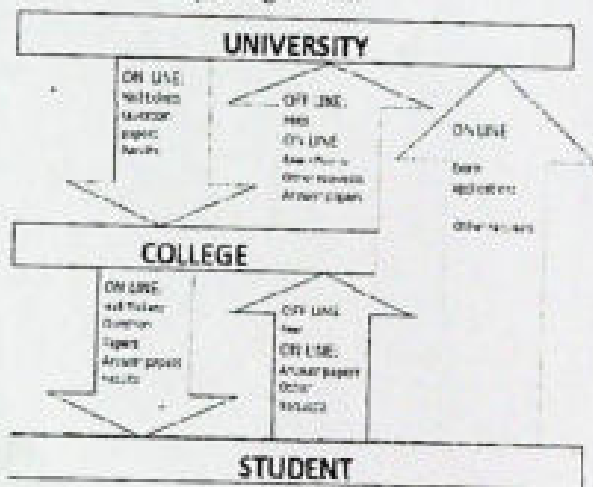 UNIVERSITY
ON LINE:
Hall tickets
Question
papers
Results
OFF LINE:
Fees
ON LINE
Other requests
Answer papers
ON LINE
Exam
applications
Other requests
COLLEGE
ON LINE:
Hall Tickets
Question
Papers
Answer papers
Results
OFF LINE
Fees
ON LINE:
Answer papers
Other
STUDENT